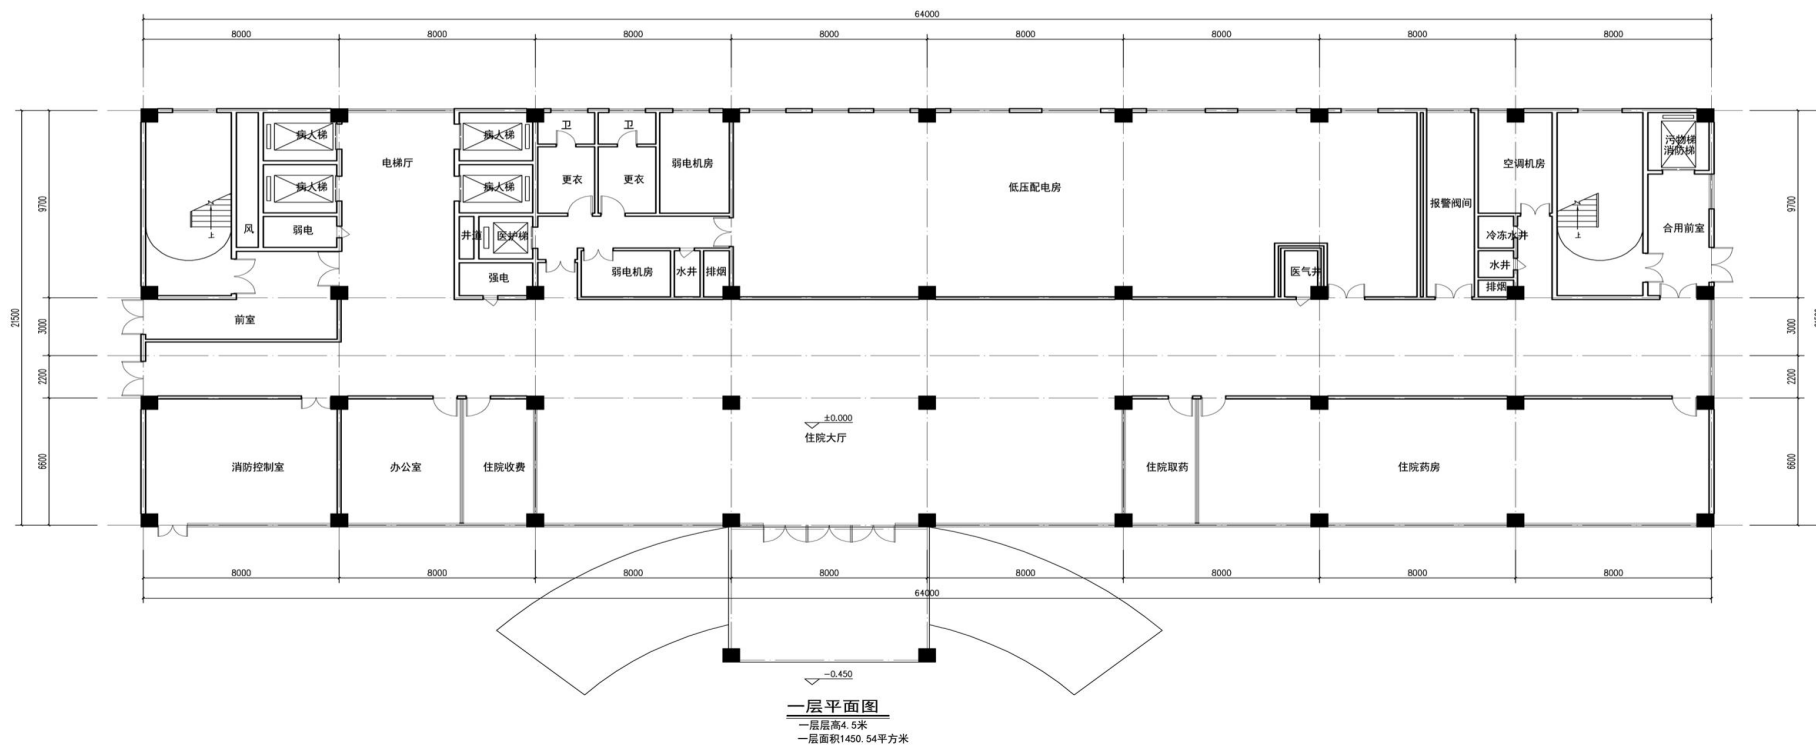 64000
8000 8000 8000 8000 8000 8000 8000 8000
病人梯
病人梯
卫
卫
污物梯
消防梯
电梯厅
弱电机房
空调机房
病人梯
病人梯
更衣
更衣
低压配电房
报警阀间
9700
9700
上
风
弱电
井道
医护梯
冷冻水井
上
合用前室
强电
弱电机房
水井
排烟
医气井
水井
排烟
前室
21500
3000
3000
2200
2200
±0.000
住院大厅
消防控制室
办公室
住院收费
住院取药
住院药房
6600
6600
8000 8000 8000 8000 8000 8000 8000 8000
64000
-0.450
一层平面图
一层层高4.5米
一层面积1450.54平方米